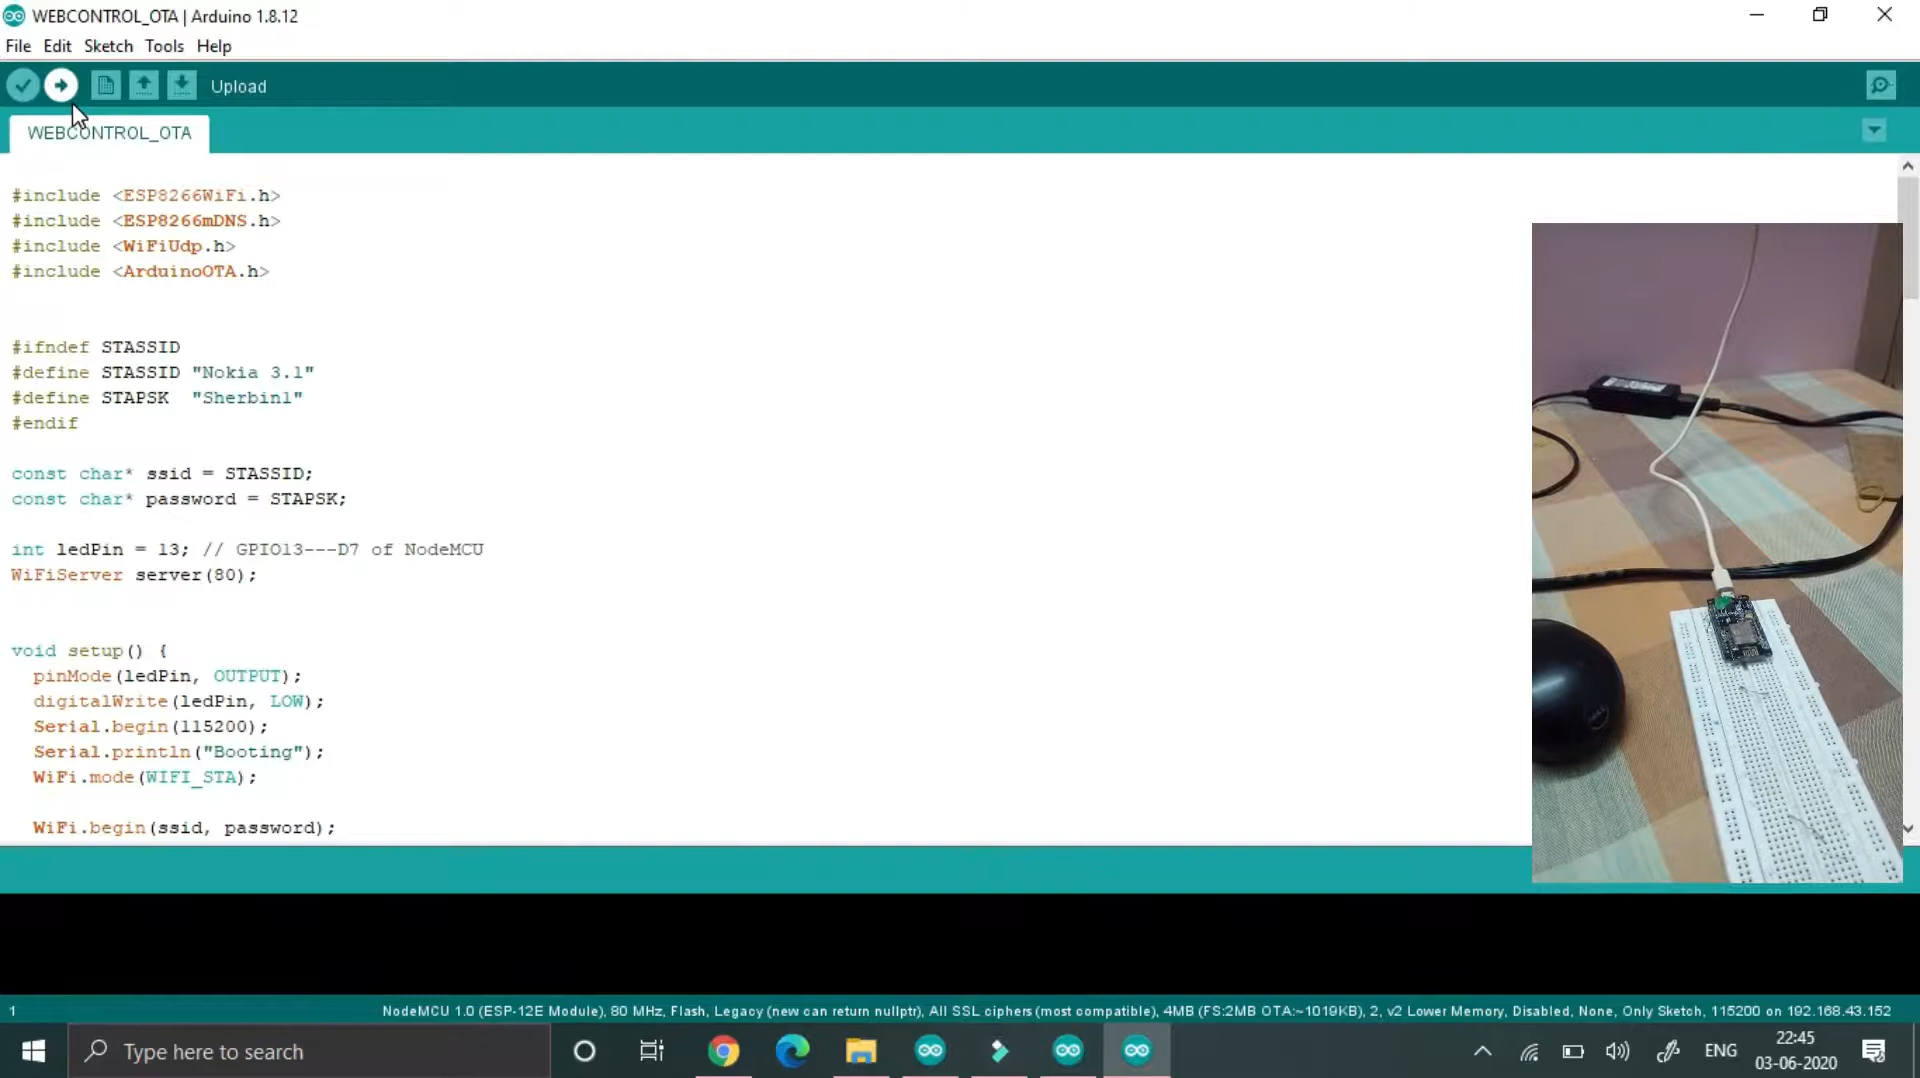 WEBCONTROL_OTA | Arduino 1.8.12
File Edit Sketch Tools Help
Upload
WEBCONTROL_OTA
#include <ESP8266WiFi.h>
#include <ESP8266mDNS.h>
#include <WiFiUdp.h>
#include <ArduinoOTA.h>
#ifndef STASSID
#define STASSID "Nokia 3.1"
#define STAPSK  "Sherbin1"
#endif
const char* ssid = STASSID;
const char* password = STAPSK;
int ledPin = 13; // GPIO13---D7 of NodeMCU
WiFiServer server(80);
void setup() {
pinMode(ledPin, OUTPUT);
digitalWrite(ledPin, LOW);
Serial.begin(115200);
Serial.println("Booting");
WiFi.mode(WIFI_STA);
WiFi.begin(ssid, password);
1 NodeMCU 1.0 (ESP-12E Module), 80 MHz, Flash, Legacy (new can return nullptr), All SSL ciphers (most compatible), 4MB (FS:2MB OTA:~1019KB), 2, v2 Lower Memory, Disabled, None, Only Sketch, 115200 on 192.168.43.152
Type here to search
ENG
22:45
03-06-2020